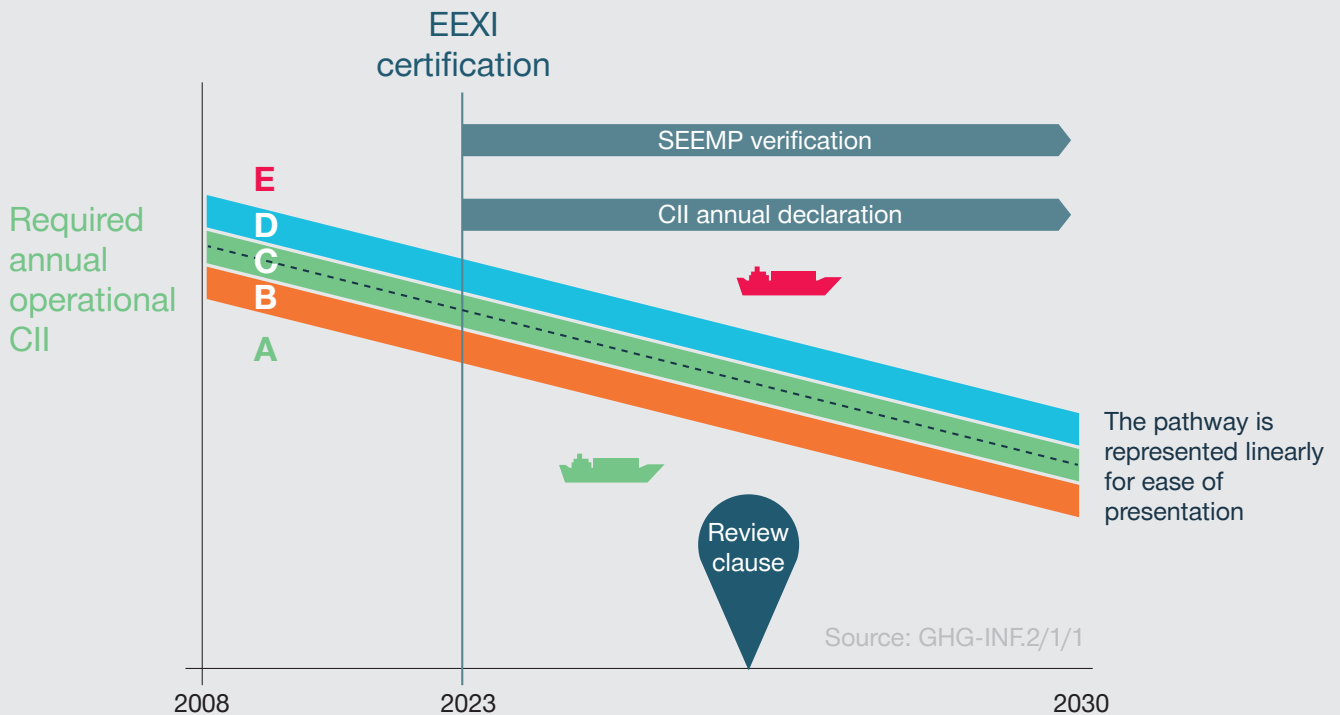 EEXI
certification
SEEMP verification
CII annual declaration
Required
annual
operational
CII
E
D
C
B
A
The pathway is
represented linearly
for ease of
presentation
Review
clause
Source: GHG-INF.2/1/1
2008
2023
2030